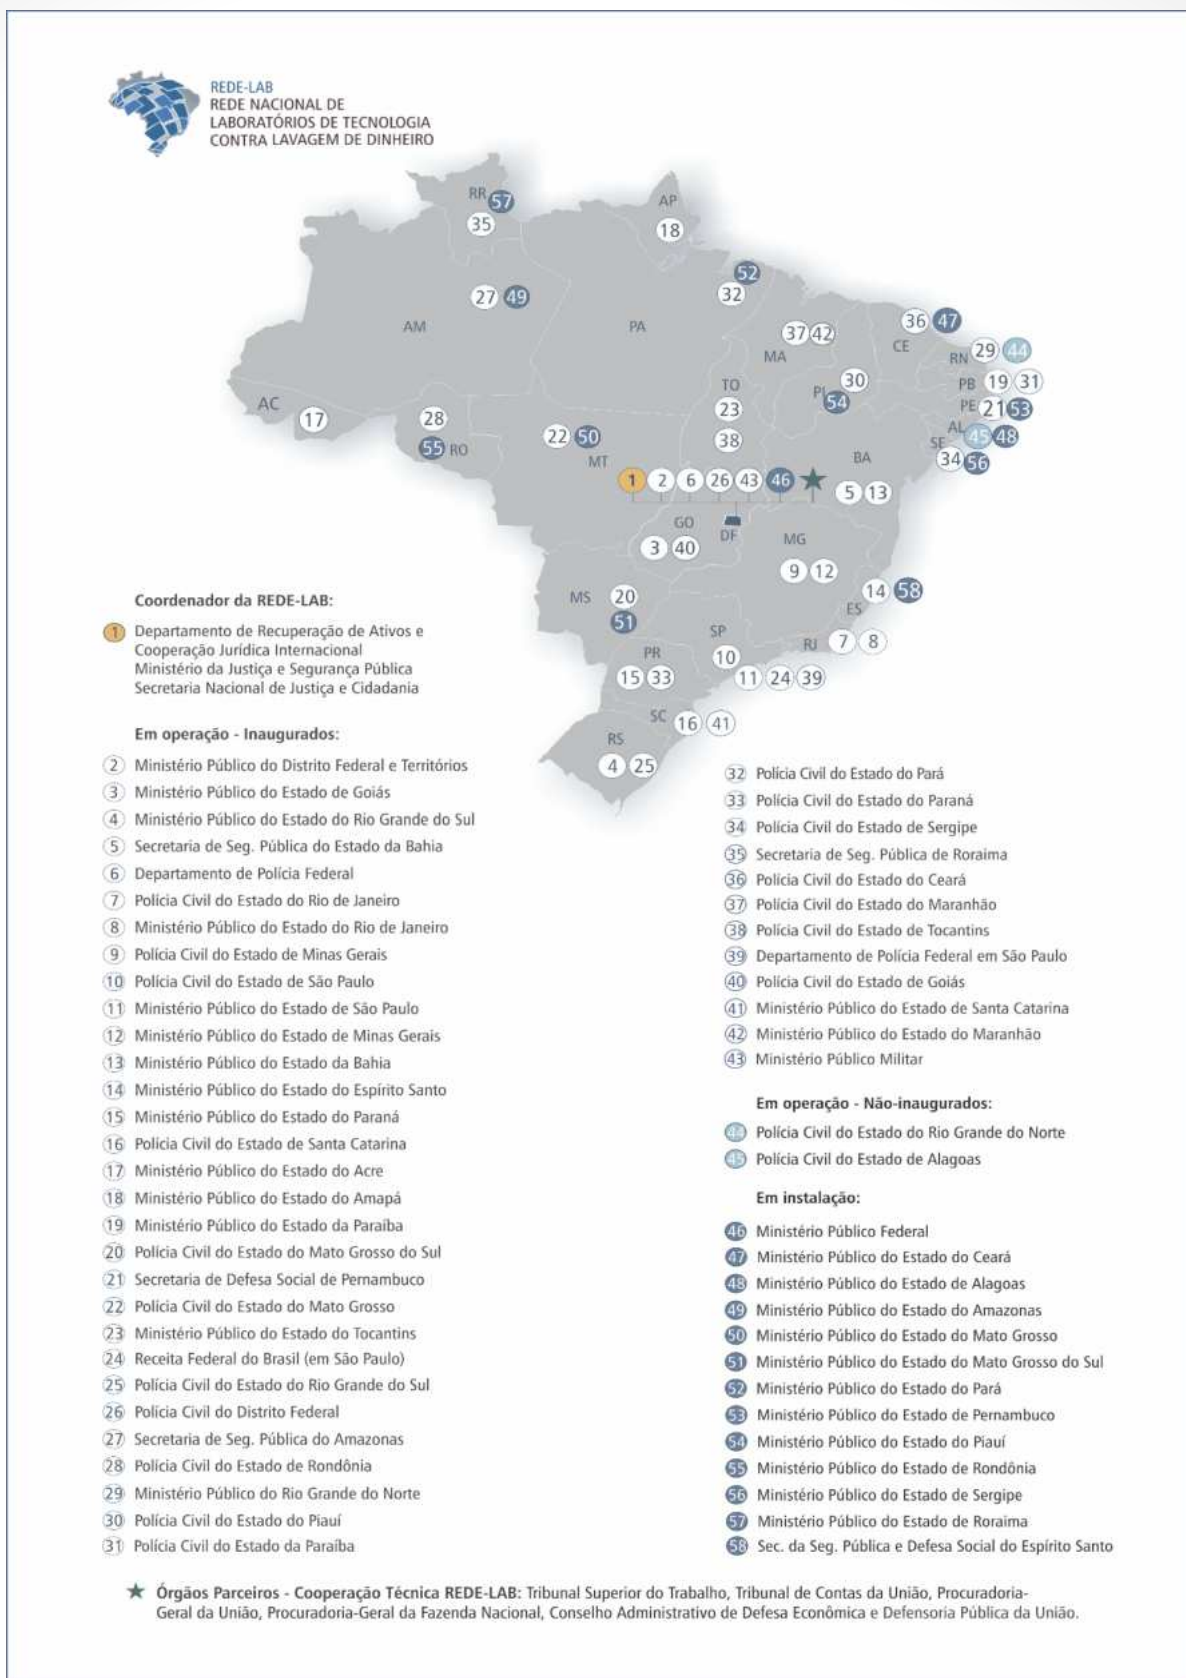 REDE-LAB
REDE NACIONAL DE
LABORATÓRIOS DE TECNOLOGIA
CONTRA LAVAGEM DE DINHEIRO
RR 57
35
AP
18
27 49
AM
PA
52
32
37 42
MA
36 47
CE
RN 29 44
PB 19 31
PE 21 53
AL 45 48
SE
34 56
TO
23
38
30
PI
54
AC
17
28
55 RO
22 50
MT
1 2 6 26 43 46
BA
5 13
GO
DF
3 40
MG
9 12
14 58
ES
MS 20
51
SP
10
RJ 7 8
PR
15 33
11 24 39
SC 16 41
RS
4 25
Coordenador da REDE-LAB:
1 Departamento de Recuperação de Ativos e
Cooperação Jurídica Internacional
Ministério da Justiça e Segurança Pública
Secretaria Nacional de Justiça e Cidadania
Em operação - Inaugurados:
2 Ministério Público do Distrito Federal e Territórios
3 Ministério Público do Estado de Goiás
4 Ministério Público do Estado do Rio Grande do Sul
5 Secretaria de Seg. Pública do Estado da Bahia
6 Departamento de Polícia Federal
7 Polícia Civil do Estado do Rio de Janeiro
8 Ministério Público do Estado do Rio de Janeiro
9 Polícia Civil do Estado de Minas Gerais
10 Polícia Civil do Estado de São Paulo
11 Ministério Público do Estado de São Paulo
12 Ministério Público do Estado de Minas Gerais
13 Ministério Público do Estado da Bahia
14 Ministério Público do Estado do Espírito Santo
15 Ministério Público do Estado do Paraná
16 Polícia Civil do Estado de Santa Catarina
17 Ministério Público do Estado do Acre
18 Ministério Público do Estado do Amapá
19 Ministério Público do Estado da Paraíba
20 Polícia Civil do Estado do Mato Grosso do Sul
21 Secretaria de Defesa Social de Pernambuco
22 Polícia Civil do Estado do Mato Grosso
23 Ministério Público do Estado do Tocantins
24 Receita Federal do Brasil (em São Paulo)
25 Polícia Civil do Estado do Rio Grande do Sul
26 Polícia Civil do Distrito Federal
27 Secretaria de Seg. Pública do Amazonas
28 Polícia Civil do Estado de Rondônia
29 Ministério Público do Rio Grande do Norte
30 Polícia Civil do Estado do Piauí
31 Polícia Civil do Estado da Paraíba
32 Polícia Civil do Estado do Pará
33 Polícia Civil do Estado do Paraná
34 Polícia Civil do Estado de Sergipe
35 Secretaria de Seg. Pública de Roraima
36 Polícia Civil do Estado do Ceará
37 Polícia Civil do Estado do Maranhão
38 Polícia Civil do Estado de Tocantins
39 Departamento de Polícia Federal em São Paulo
40 Polícia Civil do Estado de Goiás
41 Ministério Público do Estado de Santa Catarina
42 Ministério Público do Estado do Maranhão
43 Ministério Público Militar
Em operação - Não-inaugurados:
44 Polícia Civil do Estado do Rio Grande do Norte
45 Polícia Civil do Estado de Alagoas
Em instalação:
46 Ministério Público Federal
47 Ministério Público do Estado do Ceará
48 Ministério Público do Estado de Alagoas
49 Ministério Público do Estado do Amazonas
50 Ministério Público do Estado do Mato Grosso
51 Ministério Público do Estado do Mato Grosso do Sul
52 Ministério Público do Estado do Pará
53 Ministério Público do Estado de Pernambuco
54 Ministério Público do Estado do Piauí
55 Ministério Público do Estado de Rondônia
56 Ministério Público do Estado de Sergipe
57 Ministério Público do Estado de Roraima
58 Sec. da Seg. Pública e Defesa Social do Espírito Santo
★ Órgãos Parceiros - Cooperação Técnica REDE-LAB: Tribunal Superior do Trabalho, Tribunal de Contas da União, Procuradoria-
Geral da União, Procuradoria-Geral da Fazenda Nacional, Conselho Administrativo de Defesa Econômica e Defensoria Pública da União.